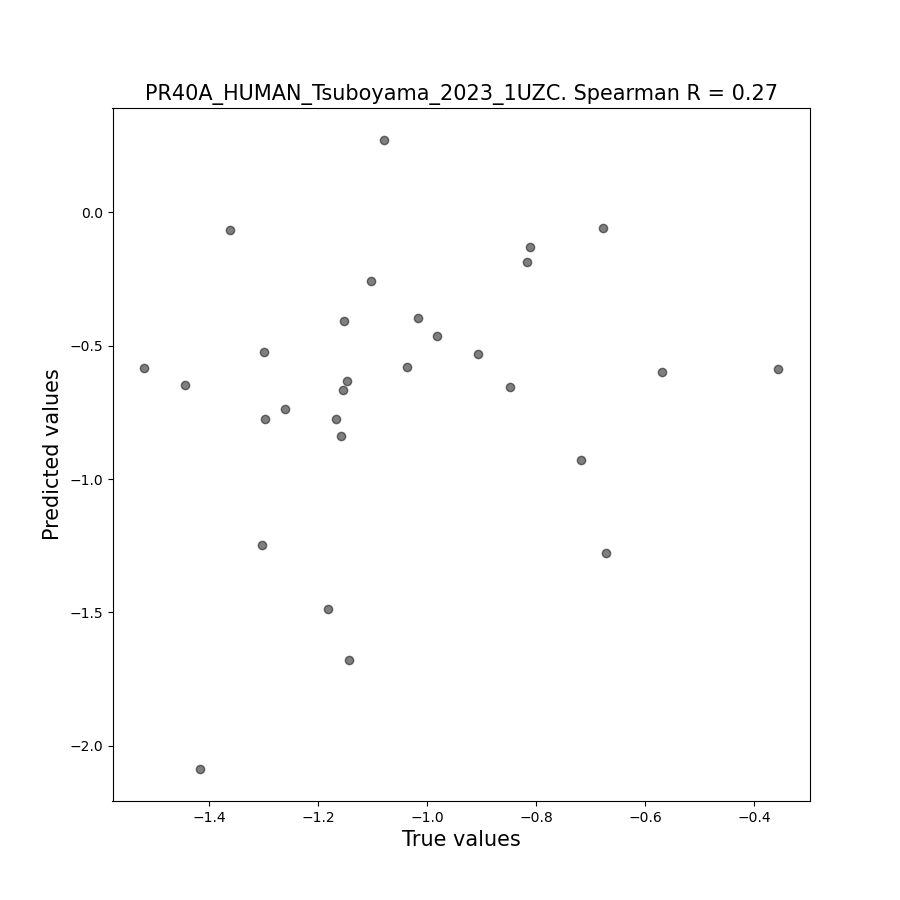 PR40A_HUMAN_Tsuboyama_2023_1UZC. Spearman R = 0.27
0.0
−0.5
−1.0
−1.5
−2.0
Predicted values
−1.4 −1.2 −1.0 −0.8 −0.6 −0.4
True values